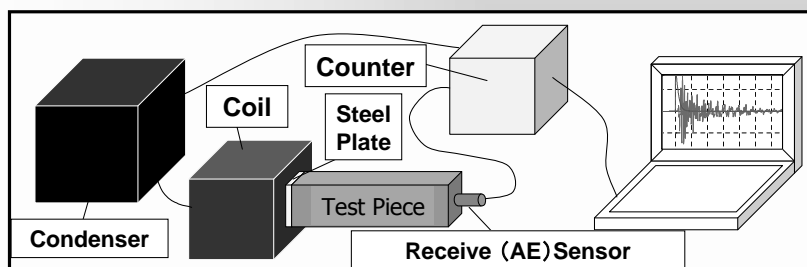 Counter
Coil
Steel
Plate
Test Piece
Condenser
Receive (AE)Sensor